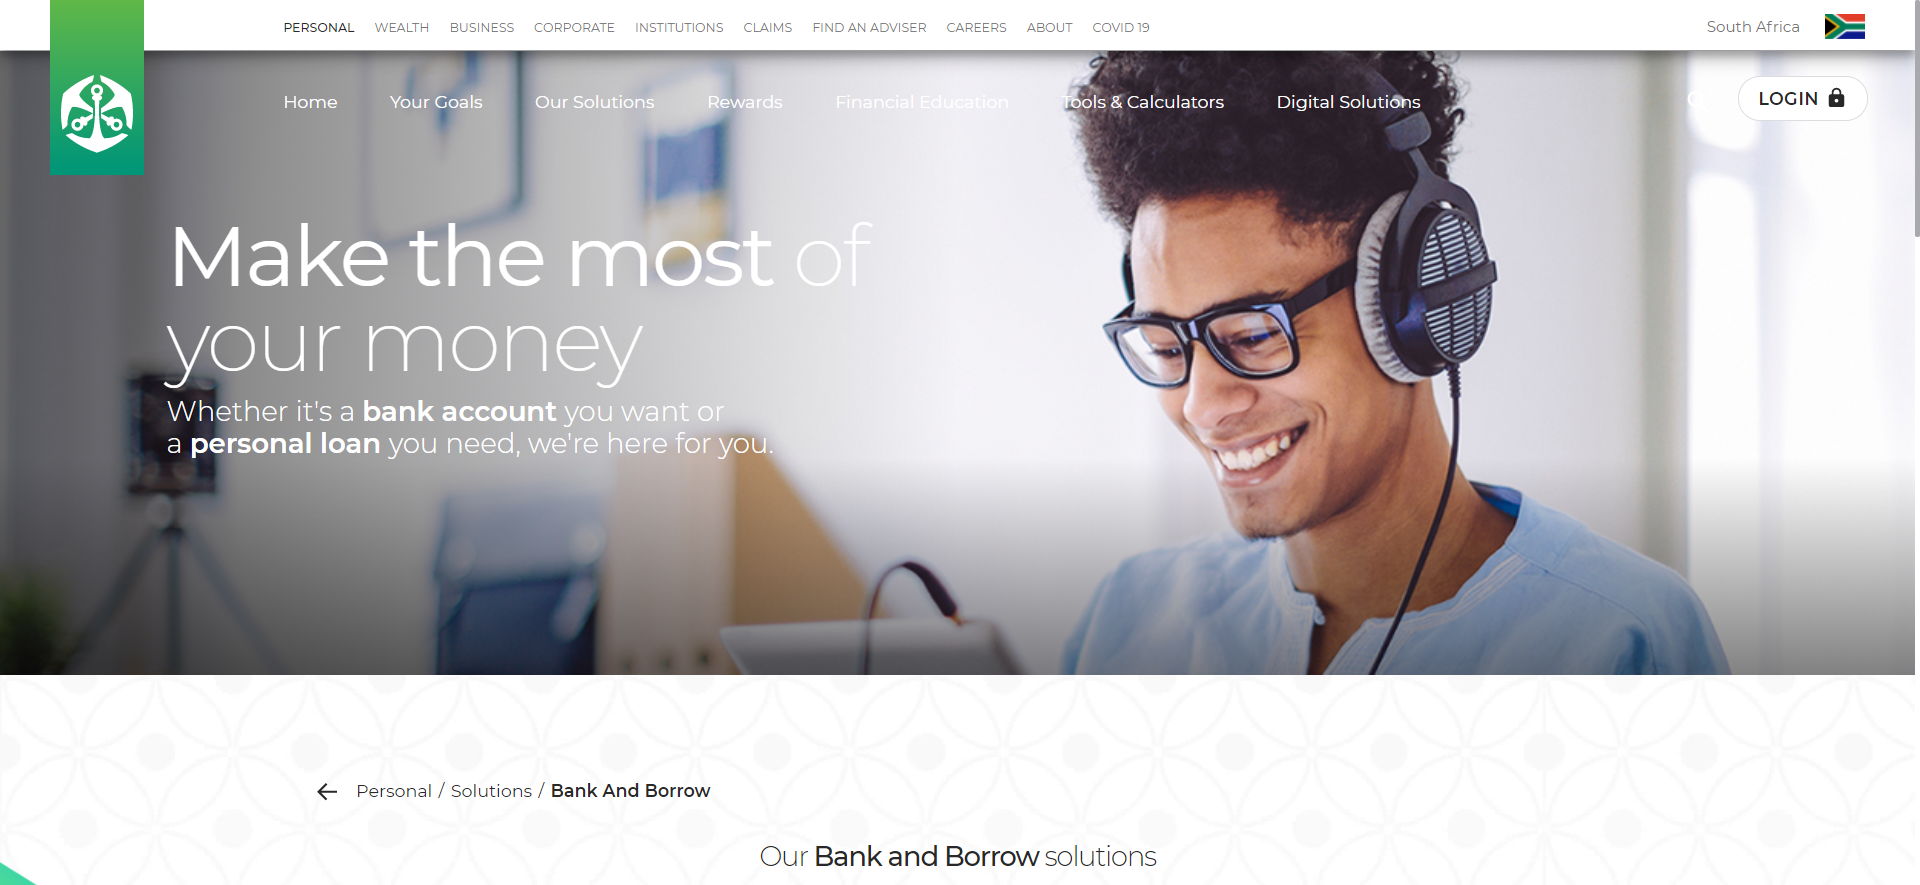 PERSONAL WEALTH BUSINESS CORPORATE INSTITUTIONS CLAIMS FIND AN ADVISER CAREERS ABOUT COVID 19 South Africa
Home Your Goals Our Solutions Rewards Financial Education Tools & Calculators Digital Solutions LOGIN
Make the most of
your money
Whether it's a bank account you want or
a personal loan you need, we're here for you.
Personal / Solutions / Bank And Borrow
Our Bank and Borrow solutions